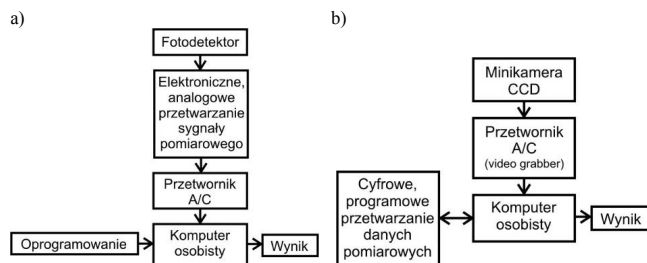 a)
Fotodetektor
Elektroniczne,
analogowe
przetwarzanie
sygnały
pomiarowego
Przetwornik
A/C
Oprogramowanie
Komputer
osobisty
Wynik
b)
Minikamera
CCD
Przetwornik
A/C
(video grabber)
Cyfrowe,
programowe
przetwarzanie
danych
pomiarowych
Komputer
osobisty
Wynik